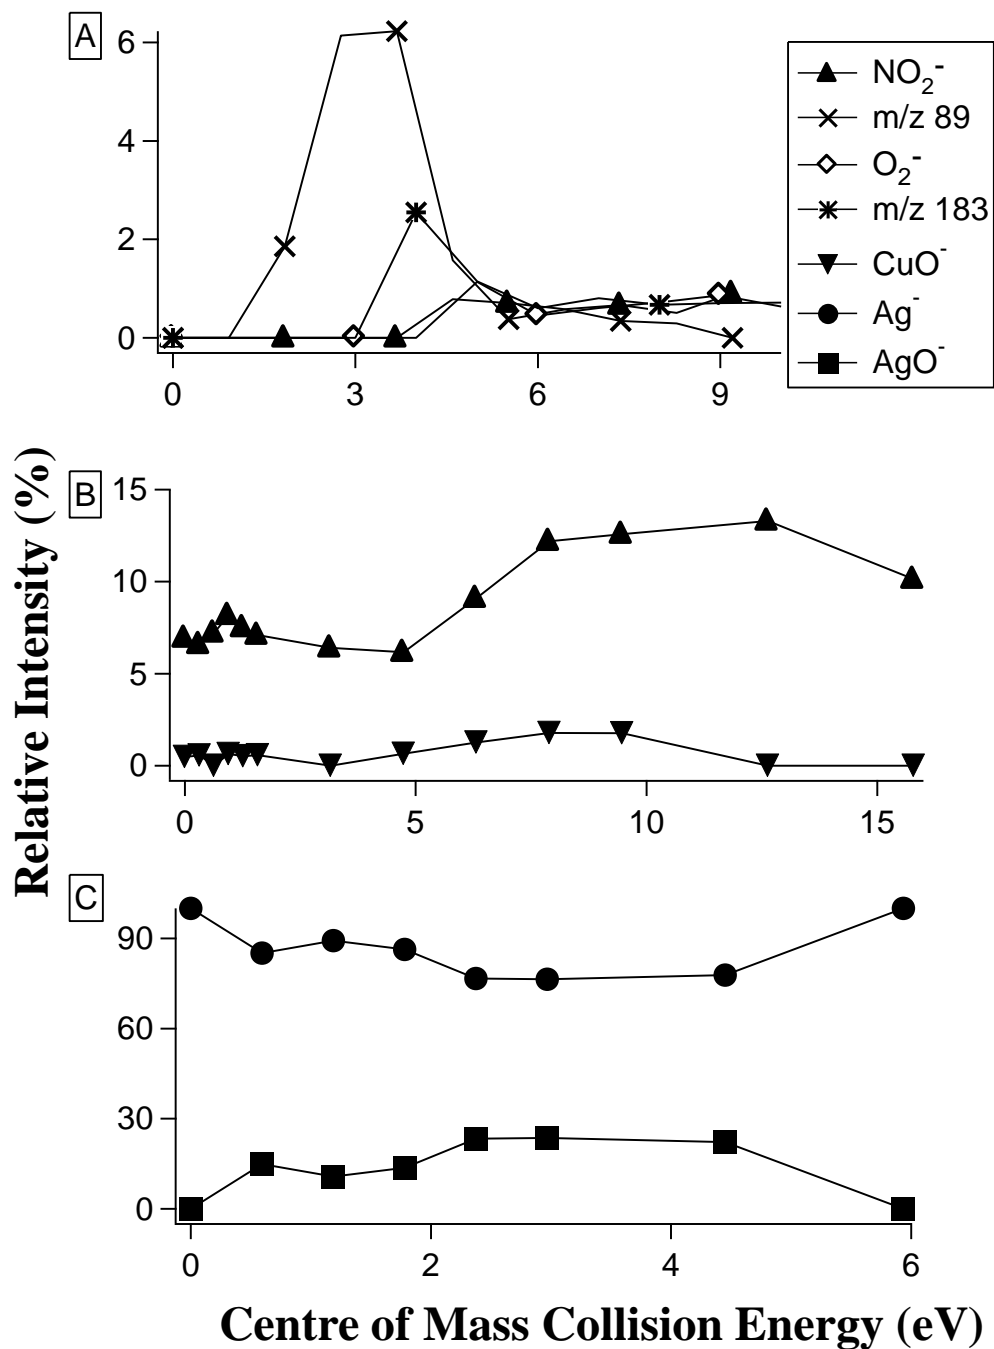 A
6
4
2
0
0 3 6 9
NO₂⁻
m/z 89
O₂⁻
m/z 183
CuO⁻
Ag⁻
AgO⁻
Relative Intensity (%)
B
15
10
5
0
0 5 10 15
C
90
60
30
0
0 2 4 6
Centre of Mass Collision Energy (eV)